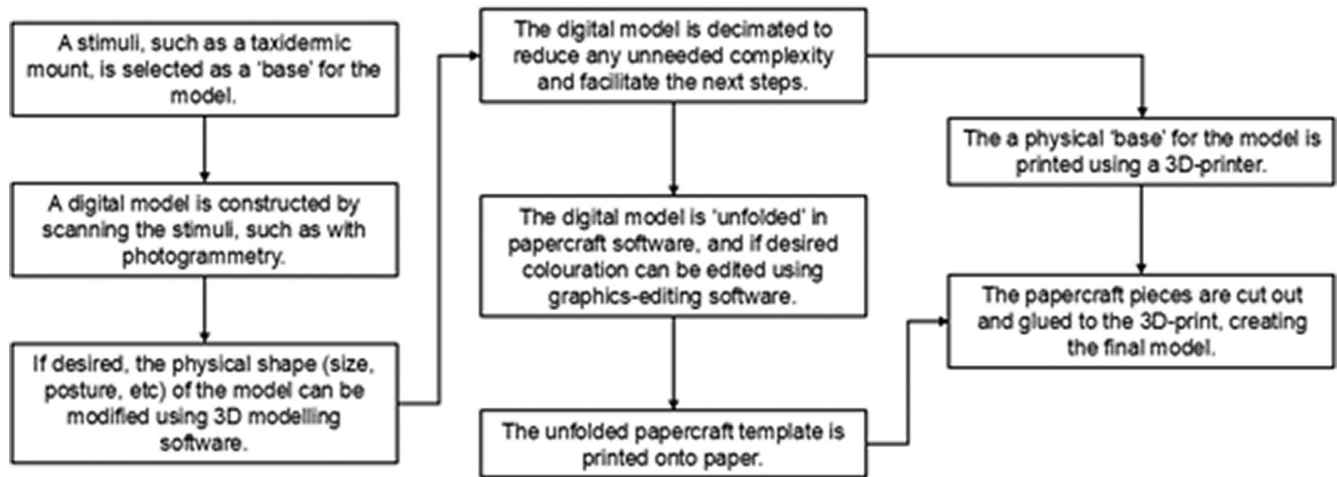 A stimuli, such as a taxidermic
mount, is selected as a ‘base’ for the
model.
A digital model is constructed by
scanning the stimuli, such as with
photogrammetry.
If desired, the physical shape (size,
posture, etc) of the model can be
modified using 3D modelling
software.
The digital model is decimated to
reduce any unneeded complexity
and facilitate the next steps.
The digital model is ‘unfolded’ in
papercraft software, and if desired
colouration can be edited using
graphics-editing software.
The unfolded papercraft template is
printed onto paper.
The a physical ‘base’ for the model is
printed using a 3D-printer.
The papercraft pieces are cut out
and glued to the 3D-print, creating
the final model.